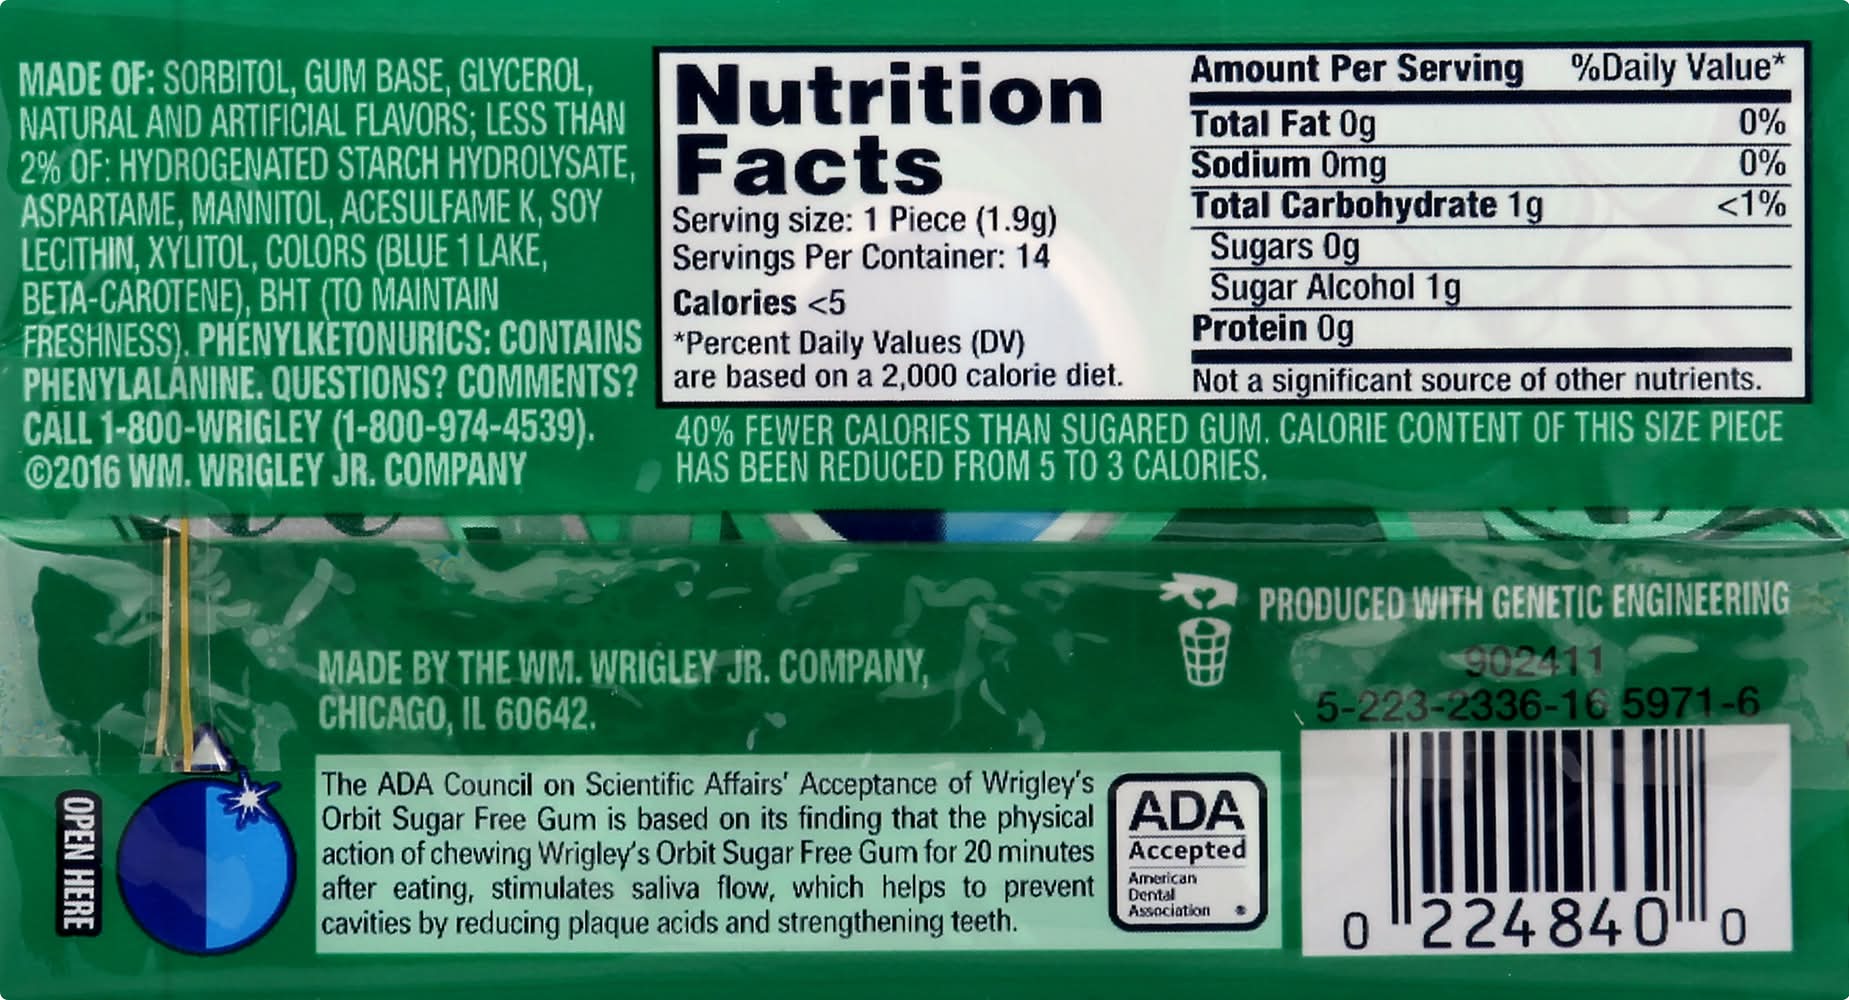 MADE OF: SORBITOL, GUM BASE, GLYCEROL,
NATURAL AND ARTIFICIAL FLAVORS; LESS THAN
2% OF: HYDROGENATED STARCH HYDROLYSATE,
ASPARTAME, MANNITOL, ACESULFAME K, SOY
LECITHIN, XYLITOL, COLORS (BLUE 1 LAKE,
BETA-CAROTENE), BHT (TO MAINTAIN
FRESHNESS). PHENYLKETONURICS: CONTAINS
PHENYLALANINE. QUESTIONS? COMMENTS?
CALL 1-800-WRIGLEY (1-800-974-4539).
©2016 WM. WRIGLEY JR. COMPANY
Nutrition
Facts
Serving size: 1 Piece (1.9g)
Servings Per Container: 14
Calories <5
*Percent Daily Values (DV)
are based on a 2,000 calorie diet.
Amount Per Serving %Daily Value*
Total Fat 0g 0%
Sodium 0mg 0%
Total Carbohydrate 1g <1%
Sugars 0g
Sugar Alcohol 1g
Protein 0g
Not a significant source of other nutrients.
40% FEWER CALORIES THAN SUGARED GUM. CALORIE CONTENT OF THIS SIZE PIECE
HAS BEEN REDUCED FROM 5 TO 3 CALORIES.
PRODUCED WITH GENETIC ENGINEERING
902411
5-223-2336-16 5971-6
MADE BY THE WM. WRIGLEY JR. COMPANY,
CHICAGO, IL 60642.
OPEN HERE
The ADA Council on Scientific Affairs' Acceptance of Wrigley's
Orbit Sugar Free Gum is based on its finding that the physical
action of chewing Wrigley's Orbit Sugar Free Gum for 20 minutes
after eating, stimulates saliva flow, which helps to prevent
cavities by reducing plaque acids and strengthening teeth.
ADA
Accepted
American
Dental
Association ®
0 224840 0